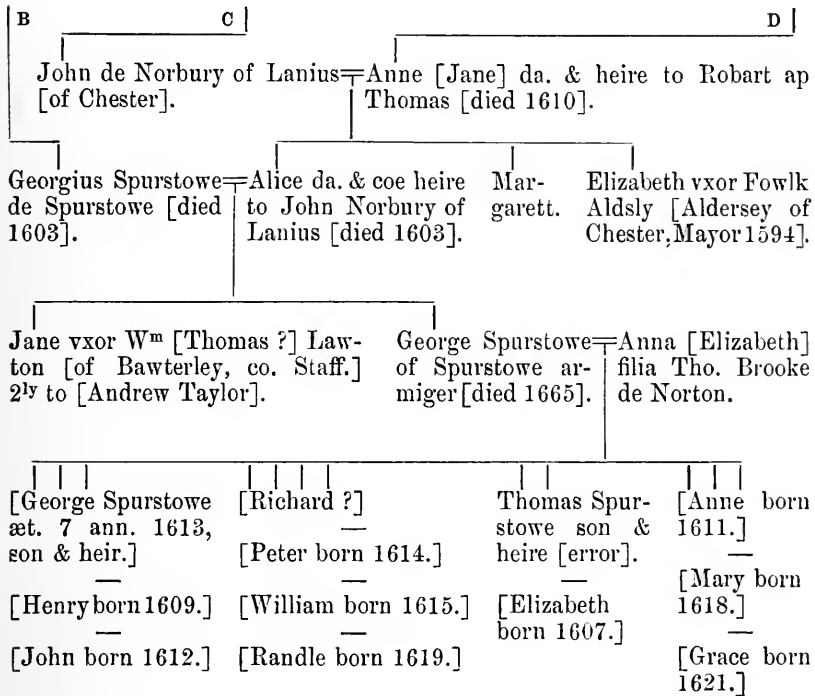 B C D
John de Norbury of Lanius=Anne [Jane] da. & heire to Robart ap
[of Chester]. Thomas [died 1610].
Georgius Spurstowe=Alice da. & coe heire
de Spurstowe [died to John Norbury of
1603]. Lanius [died 1603].
Mar-
garett.
Elizabeth vxor Fowlk
Aldsly [Aldersey of
Chester, Mayor 1594].
Jane vxor Wᵐ [Thomas ?] Law-
ton [of Bawterley, co. Staff.]
2ˡʸ to [Andrew Taylor].
George Spurstowe=Anna [Elizabeth]
of Spurstowe ar- filia Tho. Brooke
miger [died 1665]. de Norton.
[George Spurstowe
æt. 7 ann. 1613,
son & heir.]
—
[Henry born 1609.]
—
[John born 1612.]
[Richard ?]
—
[Peter born 1614.]
—
[William born 1615.]
—
[Randle born 1619.]
Thomas Spur-
stowe son &
heire [error].
—
[Elizabeth
born 1607.]
[Anne born
1611.]
—
[Mary born
1618.]
—
[Grace born
1621.]